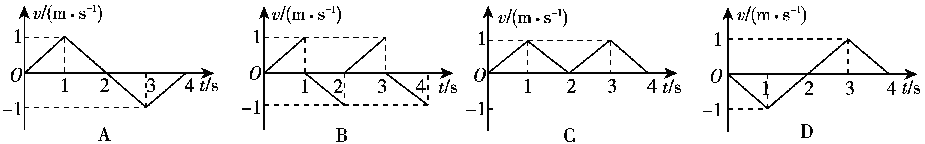 v/(m·s⁻¹)
1
O
1 2 3 4 t/s
−1
A
v/(m·s⁻¹)
1
O
1 2 3 4 t/s
−1
B
v/(m·s⁻¹)
1
O
1 2 3 4 t/s
−1
C
v/(m·s⁻¹)
1
O
1 2 3 4 t/s
−1
D